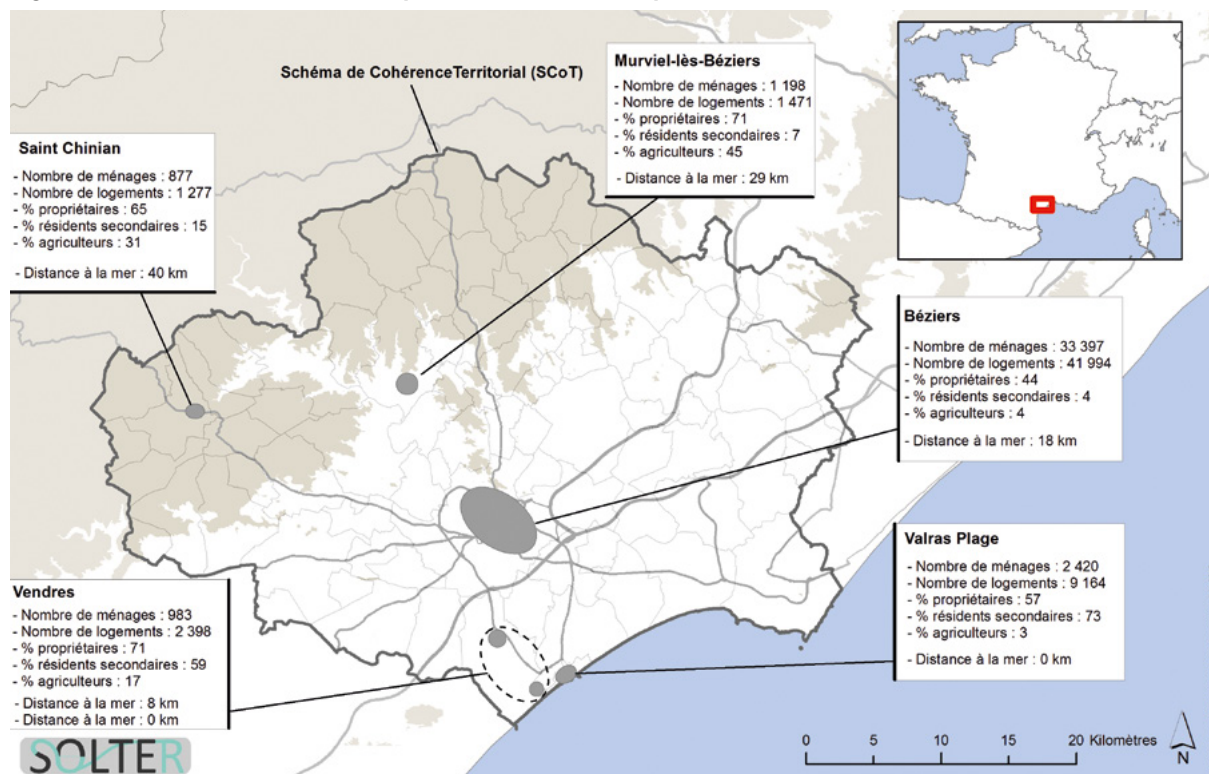 Schéma de CohérenceTerritorial (SCoT)
Murviel-lès-Béziers
- Nombre de ménages : 1 198
- Nombre de logements : 1 471
- % propriétaires : 71
- % résidents secondaires : 7
- % agriculteurs : 45
- Distance à la mer : 29 km
Saint Chinian
- Nombre de ménages : 877
- Nombre de logements : 1 277
- % propriétaires : 65
- % résidents secondaires : 15
- % agriculteurs : 31
- Distance à la mer : 40 km
Béziers
- Nombre de ménages : 33 397
- Nombre de logements : 41 994
- % propriétaires : 44
- % résidents secondaires : 4
- % agriculteurs : 4
- Distance à la mer : 18 km
Valras Plage
- Nombre de ménages : 2 420
- Nombre de logements : 9 164
- % propriétaires : 57
- % résidents secondaires : 73
- % agriculteurs : 3
- Distance à la mer : 0 km
Vendres
- Nombre de ménages : 983
- Nombre de logements : 2 398
- % propriétaires : 71
- % résidents secondaires : 59
- % agriculteurs : 17
- Distance à la mer : 8 km
- Distance à la mer : 0 km
SOLTER
0 5 10 15 20 Kilomètres
N